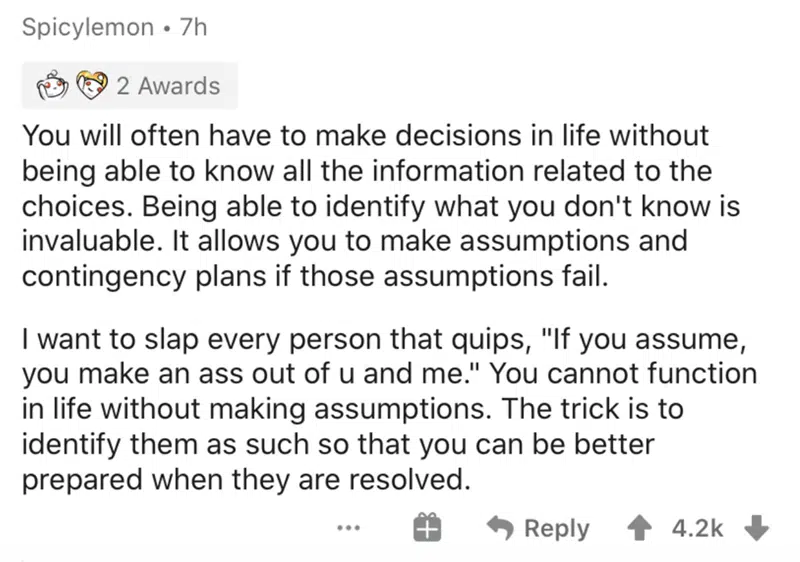 Spicylemon • 7h
2 Awards
You will often have to make decisions in life without
being able to know all the information related to the
choices. Being able to identify what you don't know is
invaluable. It allows you to make assumptions and
contingency plans if those assumptions fail.
I want to slap every person that quips, "If you assume,
you make an ass out of u and me." You cannot function
in life without making assumptions. The trick is to
identify them as such so that you can be better
prepared when they are resolved.
... Reply 4.2k